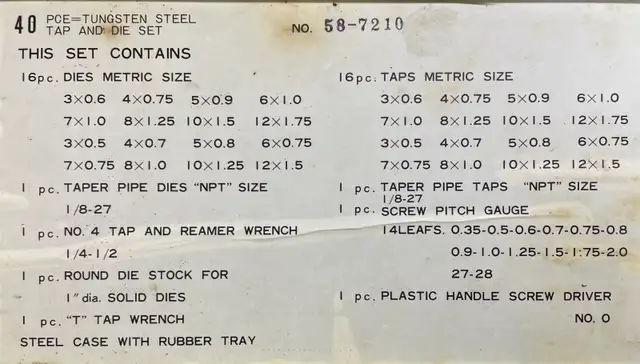 40 PCE=TUNGSTEN STEEL
TAP AND DIE SET
NO. 58-7210
THIS SET CONTAINS
16pc. DIES METRIC SIZE
3×0.6 4×0.75 5×0.9 6×1.0
7×1.0 8×1.25 10×1.5 12×1.75
3×0.5 4×0.7 5×0.8 6×0.75
7×0.75 8×1.0 10×1.25 12×1.5
1 pc. TAPER PIPE DIES "NPT" SIZE
1/8-27
1 pc. NO. 4 TAP AND REAMER WRENCH
1/4-1/2
1 pc. ROUND DIE STOCK FOR
1" dia. SOLID DIES
1 pc. "T" TAP WRENCH
STEEL CASE WITH RUBBER TRAY
16pc. TAPS METRIC SIZE
3×0.6 4×0.75 5×0.9 6×1.0
7×1.0 8×1.25 10×1.5 12×1.75
3×0.5 4×0.7 5×0.8 6×0.75
7×0.75 8×1.0 10×1.25 12×1.5
1 pc. TAPER PIPE TAPS "NPT" SIZE
1/8-27
1 pc. SCREW PITCH GAUGE
14LEAFS. 0.35-0.5-0.6-0.7-0.75-0.8
0.9-1.0-1.25-1.5-1.75-2.0
27-28
1 pc. PLASTIC HANDLE SCREW DRIVER
NO. 0